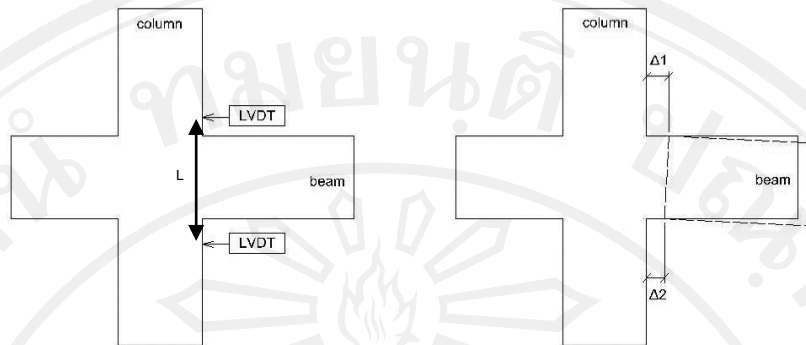 column
LVDT
L
beam
LVDT
column
Δ1
beam
Δ2